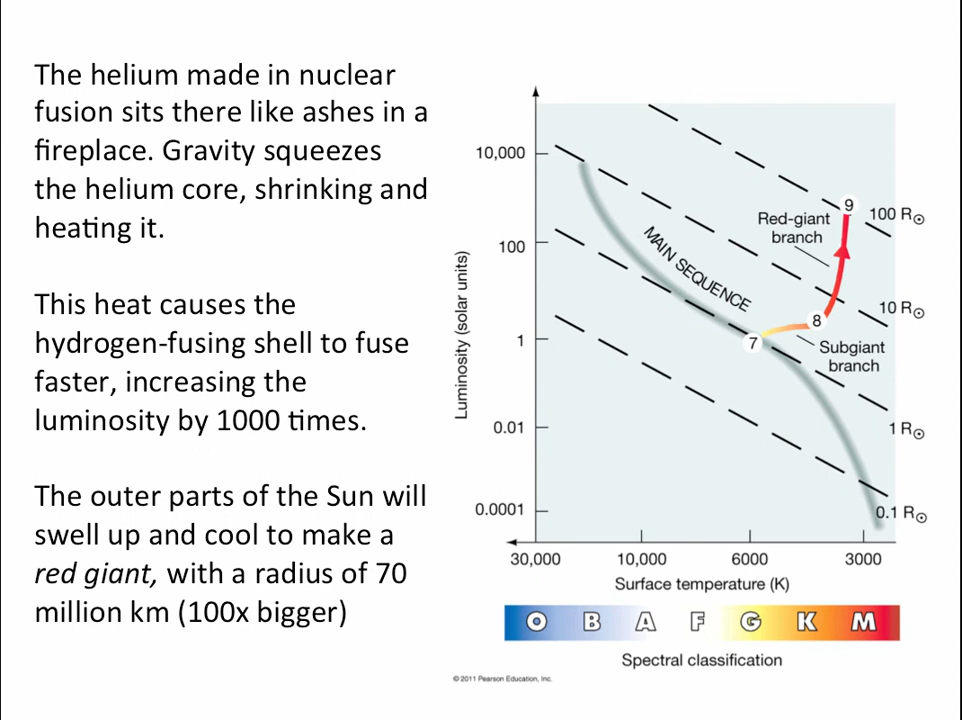 The helium made in nuclear
fusion sits there like ashes in a
fireplace. Gravity squeezes
the helium core, shrinking and
heating it.
This heat causes the
hydrogen-fusing shell to fuse
faster, increasing the
luminosity by 1000 times.
The outer parts of the Sun will
swell up and cool to make a
red giant, with a radius of 70
million km (100x bigger)
Luminosity (solar units)
10,000
100
1
0.01
0.0001
MAIN SEQUENCE
Red-giant
branch
9
100 R☉
10 R☉
8
7
Subgiant
branch
1 R☉
0.1 R☉
30,000 10,000 6000 3000
Surface temperature (K)
O B A F G K M
Spectral classification
© 2011 Pearson Education, Inc.